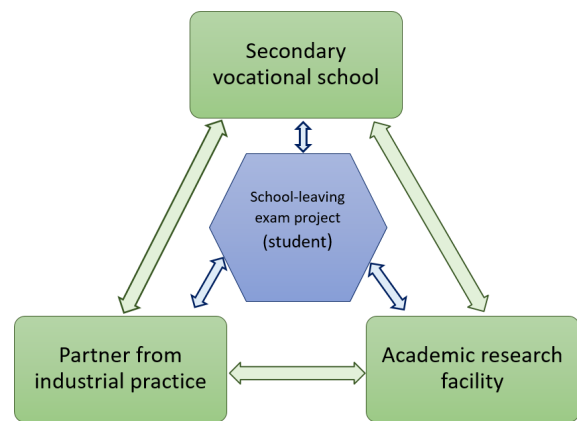 Secondary
vocational school
School-leaving
exam project
(student)
Partner from
industrial practice
Academic research
facility